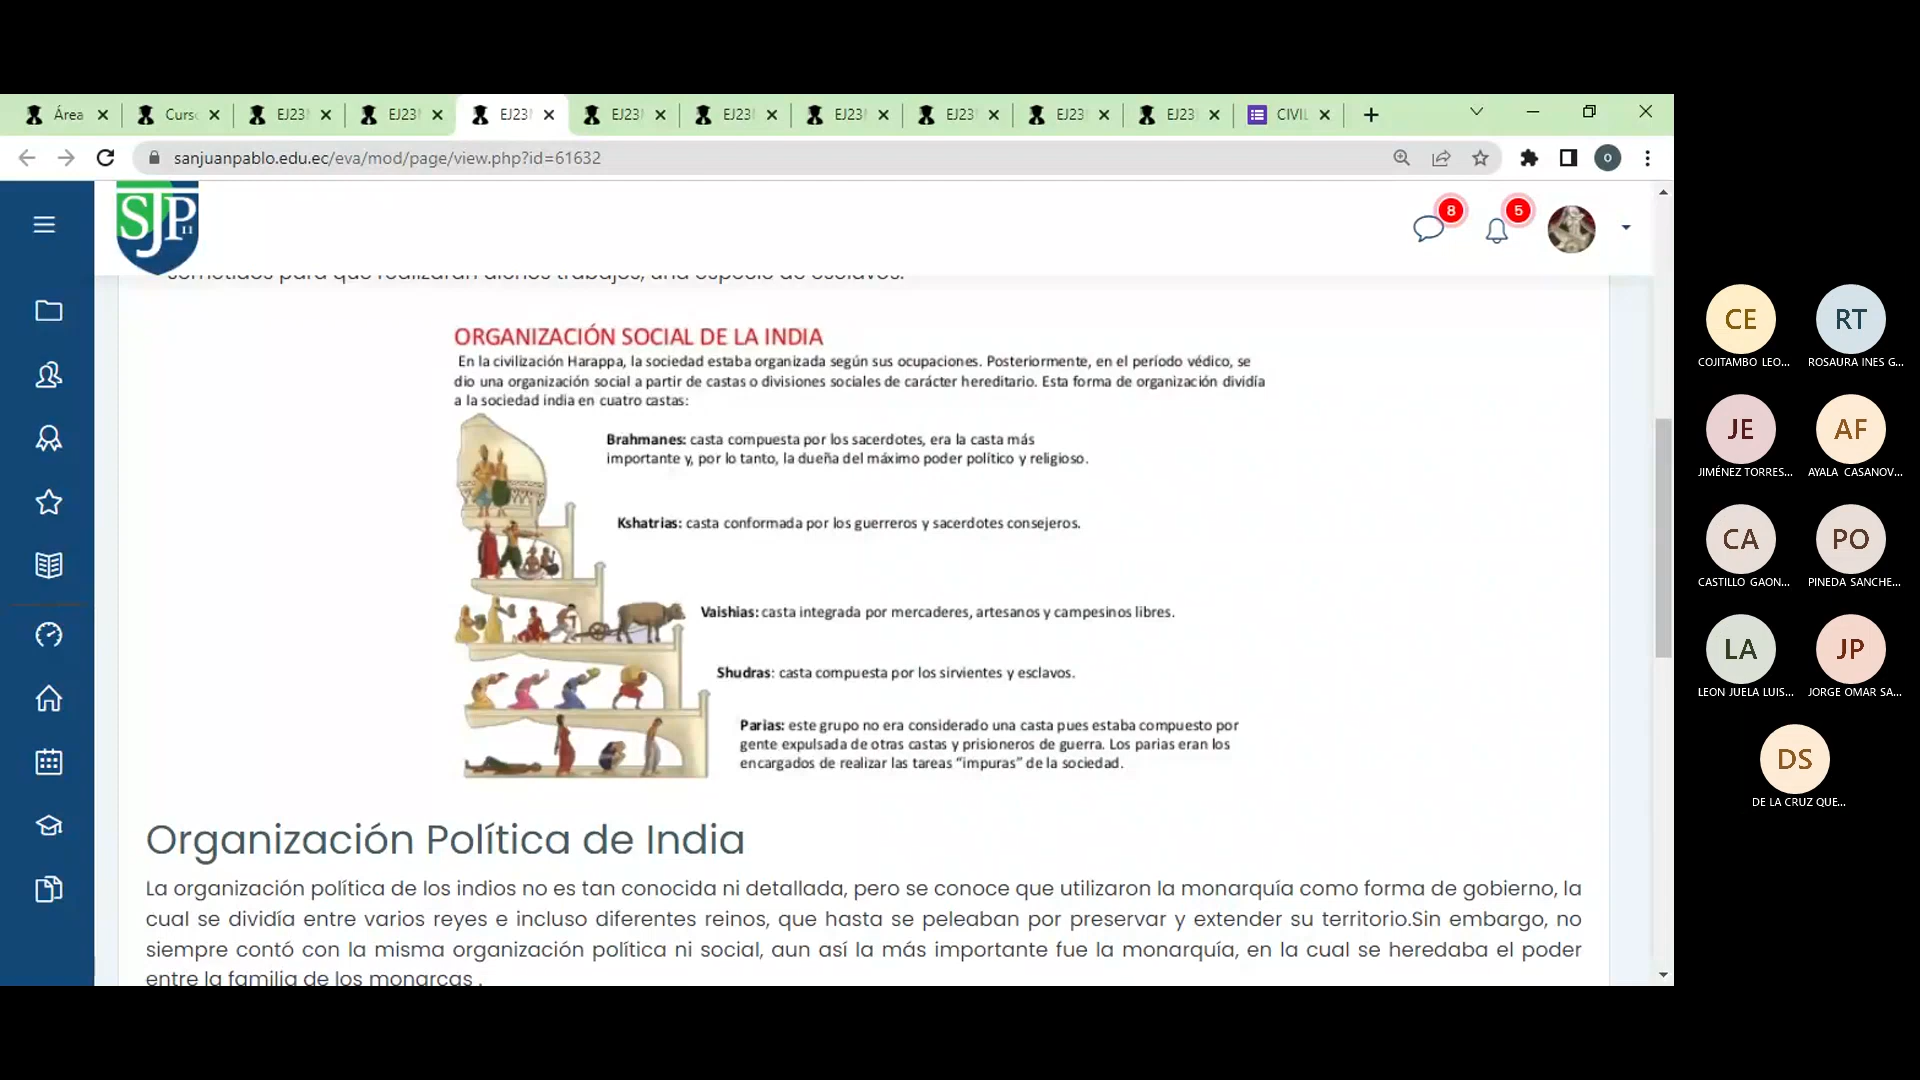 Área
Curso
EJ23
EJ23
EJ23
EJ23
EJ23
EJ23
EJ23
EJ23
EJ23
CIVIL
sanjuanpablo.edu.ec/eva/mod/page/view.php?id=61632
O
SJP
11
8
5
sometidos para que realizaran dichos trabajos, una especie de esclavos.
ORGANIZACIÓN SOCIAL DE LA INDIA
En la civilización Harappa, la sociedad estaba organizada según sus ocupaciones. Posteriormente, en el período védico, se
dio una organización social a partir de castas o divisiones sociales de carácter hereditario. Esta forma de organización dividía
a la sociedad india en cuatro castas:
Brahmanes: casta compuesta por los sacerdotes, era la casta más
importante y, por lo tanto, la dueña del máximo poder político y religioso.
Kshatrias: casta conformada por los guerreros y sacerdotes consejeros.
Vaishias: casta integrada por mercaderes, artesanos y campesinos libres.
Shudras: casta compuesta por los sirvientes y esclavos.
Parias: este grupo no era considerado una casta pues estaba compuesto por
gente expulsada de otras castas y prisioneros de guerra. Los parias eran los
encargados de realizar las tareas “impuras” de la sociedad.
Organización Política de India
La organización política de los indios no es tan conocida ni detallada, pero se conoce que utilizaron la monarquía como forma de gobierno, la
cual se dividía entre varios reyes e incluso diferentes reinos, que hasta se peleaban por preservar y extender su territorio.Sin embargo, no
siempre contó con la misma organización política ni social, aun así la más importante fue la monarquía, en la cual se heredaba el poder
entre la familia de los monarcas .
CE
COJITAMBO LEO...
RT
ROSAURA INES G...
JE
JIMÉNEZ TORRES...
AF
AYALA CASANOV...
CA
CASTILLO GAON...
PO
PINEDA SANCHE...
LA
LEON JUELA LUIS...
JP
JORGE OMAR SA...
DS
DE LA CRUZ QUE...